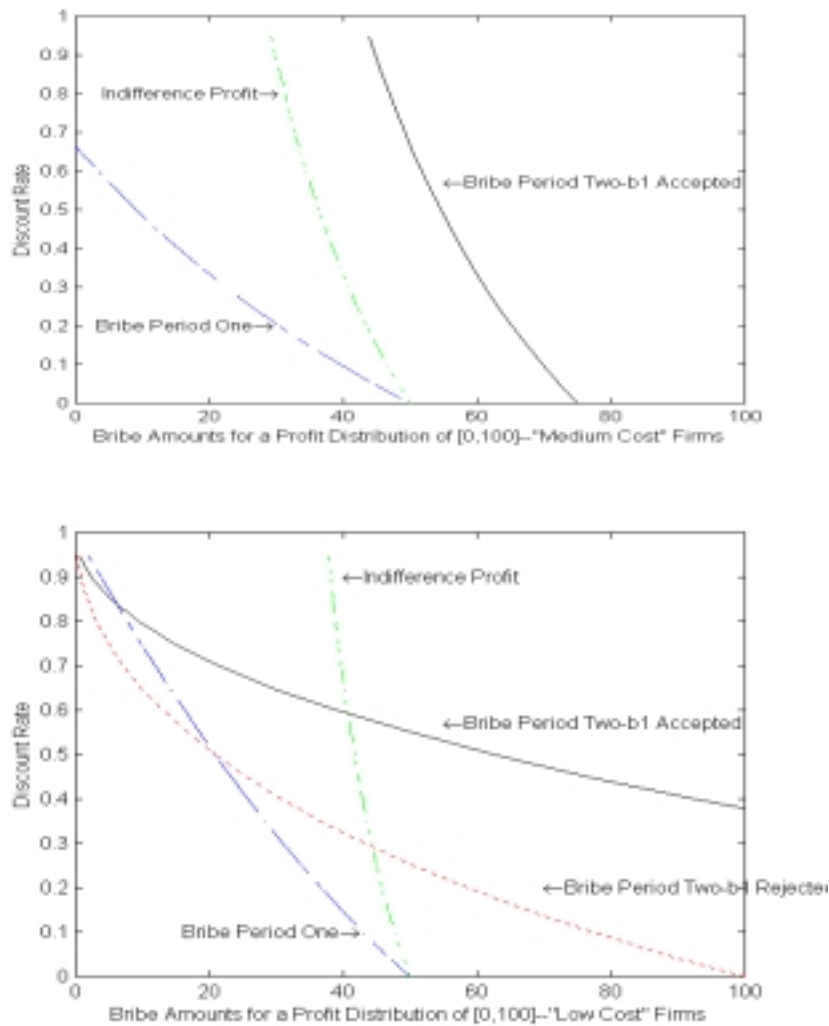 1
0.9
0.8
0.7
0.6
0.5
0.4
0.3
0.2
0.1
0
Discount Rate
Indifference Profit→
←Bribe Period Two-b1 Accepted
Bribe Period One→
0 20 40 60 80 100
Bribe Amounts for a Profit Distribution of [0,100]--"Medium Cost" Firms
1
0.9
0.8
0.7
0.6
0.5
0.4
0.3
0.2
0.1
0
Discount Rate
←Indifference Profit
←Bribe Period Two-b1 Accepted
←Bribe Period Two-b1 Rejected
Bribe Period One→
0 20 40 60 80 100
Bribe Amounts for a Profit Distribution of [0,100]--"Low Cost" Firms